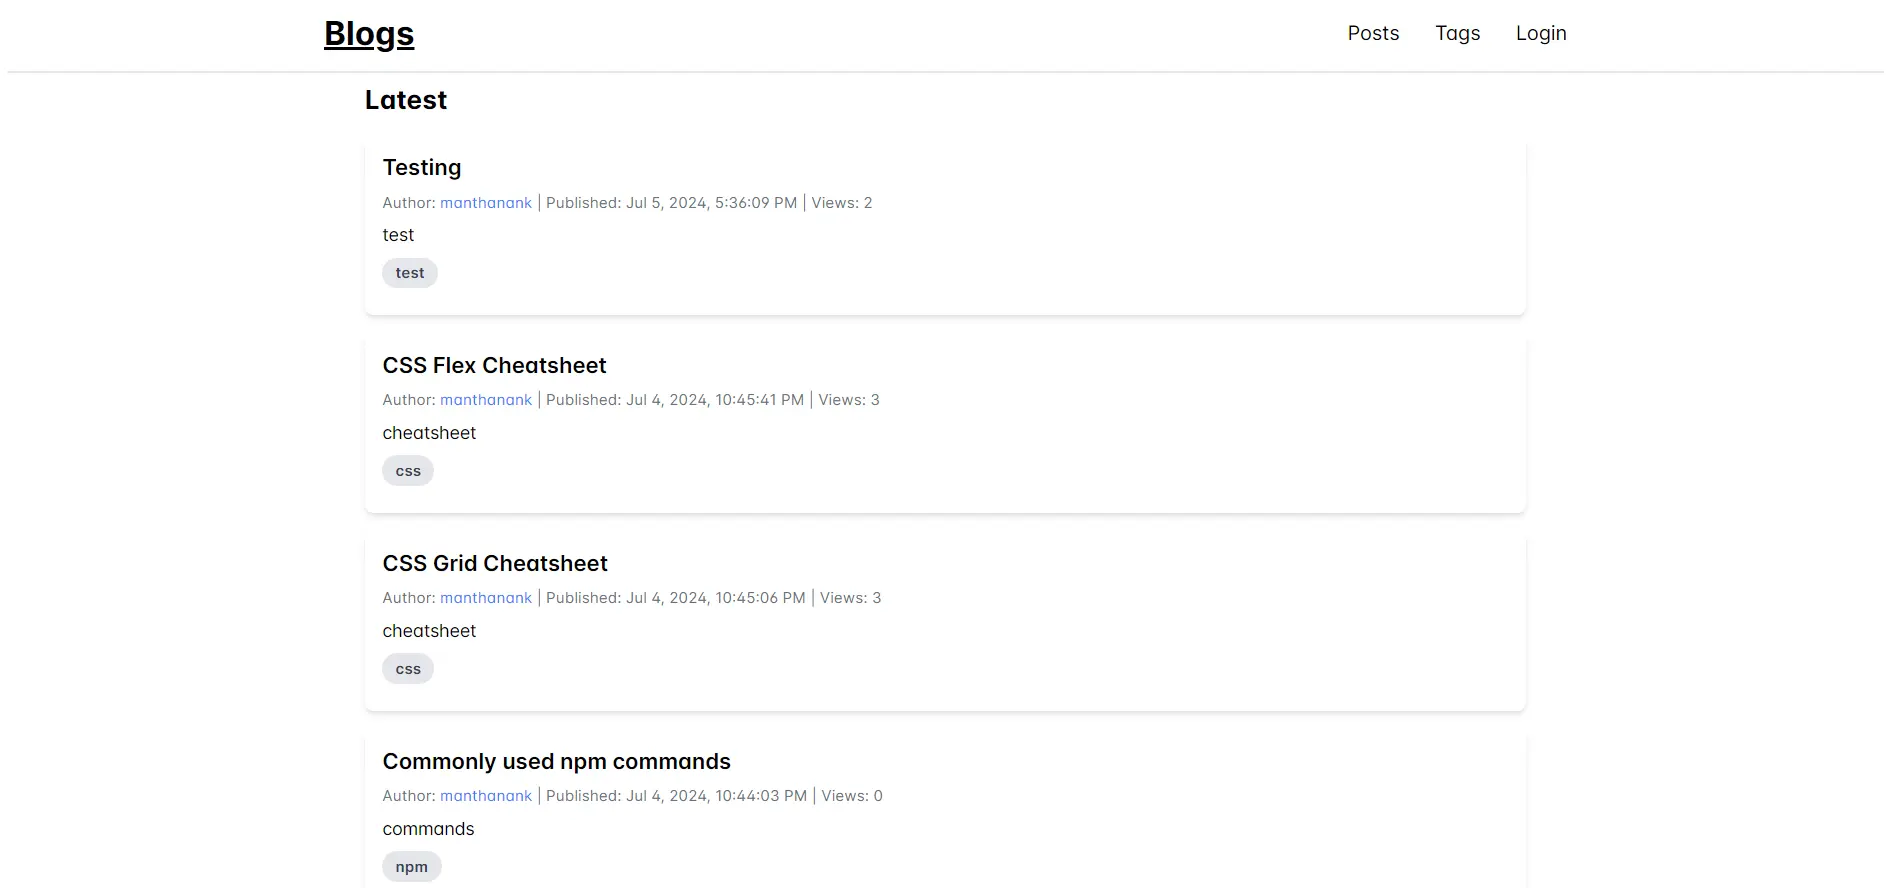 Blogs
Posts Tags Login
Latest
Testing
Author: manthanank | Published: Jul 5, 2024, 5:36:09 PM | Views: 2
test
test
CSS Flex Cheatsheet
Author: manthanank | Published: Jul 4, 2024, 10:45:41 PM | Views: 3
cheatsheet
css
CSS Grid Cheatsheet
Author: manthanank | Published: Jul 4, 2024, 10:45:06 PM | Views: 3
cheatsheet
css
Commonly used npm commands
Author: manthanank | Published: Jul 4, 2024, 10:44:03 PM | Views: 0
commands
npm